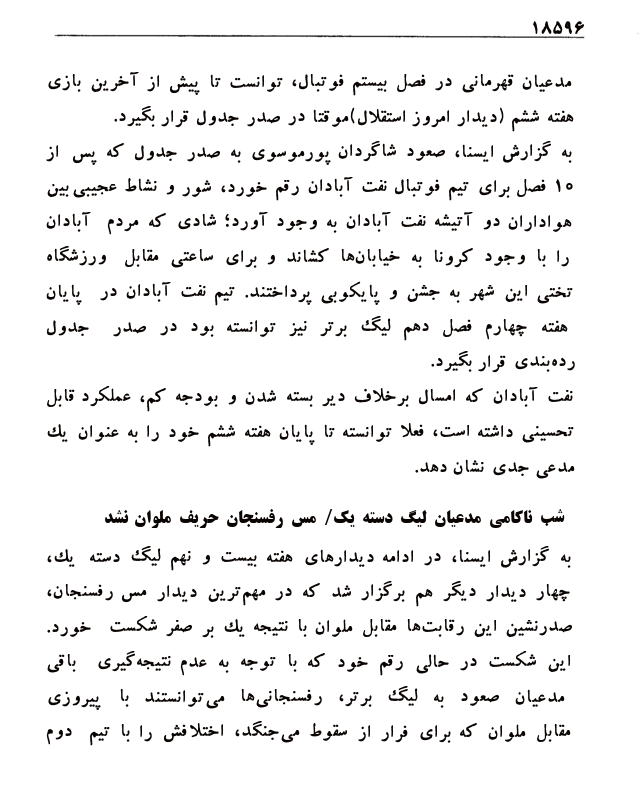 ۱۸۵۹۶
مدعیان قهرمانی در فصل بیستم فوتبال، توانست تا پیش از آخرین بازی
هفته ششم (دیدار امروز استقلال)موقتا در صدر جدول قرار بگیرد.
به گزارش ایسنا، صعود شاگردان پورموسوی به صدر جدول که پس از
۱۰ فصل برای تیم فوتبال نفت آبادان رقم خورد، شور و نشاط عجیبی‌بین
هواداران دو آتیشه نفت آبادان به وجود آورد؛ شادی که مردم آبادان
را با وجود کرونا به خیابان‌ها کشاند و برای ساعتی مقابل ورزشگاه
تختی این شهر به جشن و پایکوبی پرداختند. تیم نفت آبادان در پایان
هفته چهارم فصل دهم لیگ برتر نیز توانسته بود در صدر جدول
رده‌بندی قرار بگیرد.
نفت آبادان که امسال برخلاف دیر بسته شدن و بودجه کم، عملکرد قابل
تحسینی داشته است، فعلا توانسته تا پایان هفته ششم خود را به عنوان یك
مدعی جدی نشان دهد.
شب ناکامی مدعیان لیگ دسته یک/ مس رفسنجان حریف ملوان نشد
به گزارش ایسنا، در ادامه دیدارهای هفته بیست و نهم لیگ دسته یك،
چهار دیدار دیگر هم برگزار شد که در مهم‌ترین دیدار مس رفسنجان،
صدرنشین این رقابت‌ها مقابل ملوان با نتیجه یك بر صفر شکست خورد.
این شکست در حالی رقم خود که با توجه به عدم نتیجه‌گیری باقی
مدعیان صعود به لیگ برتر، رفسنجانی‌ها می‌توانستند با پیروزی
مقابل ملوان که برای فرار از سقوط می‌جنگد، اختلافش را با تیم دوم